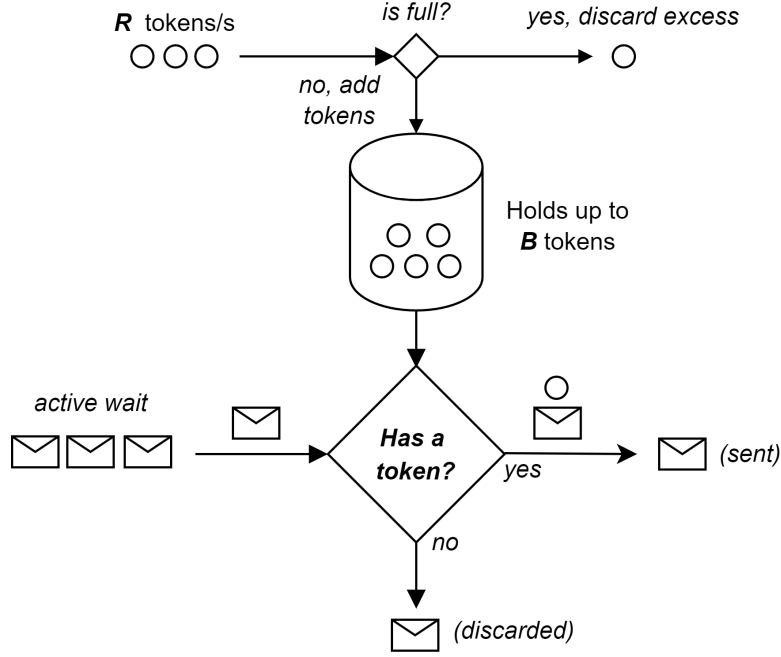 is full?
R tokens/s
yes, discard excess
no, add
tokens
Holds up to
B tokens
active wait
Has a
token?
yes
(sent)
no
(discarded)